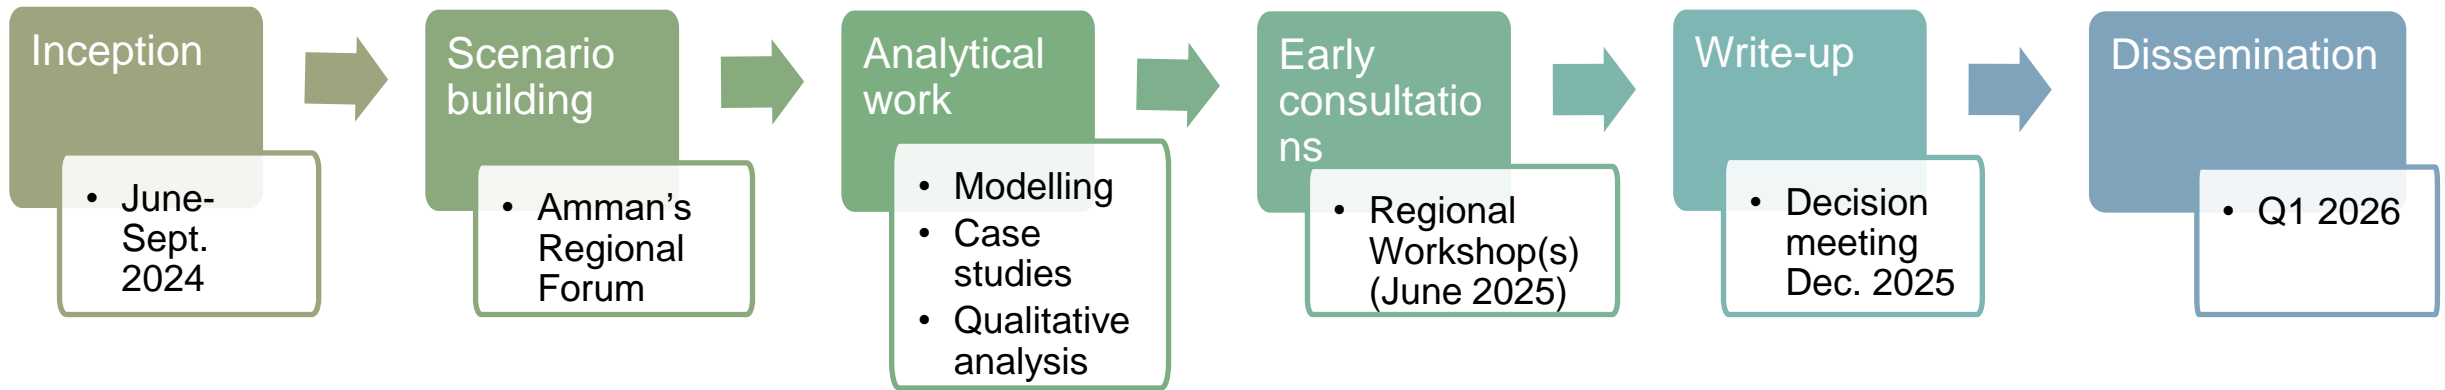 Inception
• June-
Sept.
2024
Scenario
building
• Amman’s
Regional
Forum
Analytical
work
• Modelling
• Case
studies
• Qualitative
analysis
Early
consultatio
ns
• Regional
Workshop(s)
(June 2025)
Write-up
• Decision
meeting
Dec. 2025
Dissemination
• Q1 2026